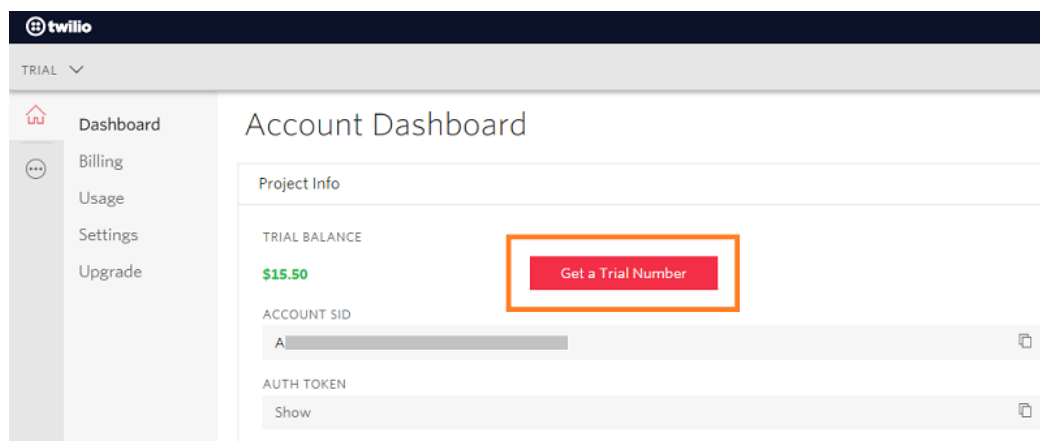 twilio
TRIAL
Dashboard
Billing
Usage
Settings
Upgrade
Account Dashboard
Project Info
TRIAL BALANCE
$15.50
Get a Trial Number
ACCOUNT SID
A
AUTH TOKEN
Show